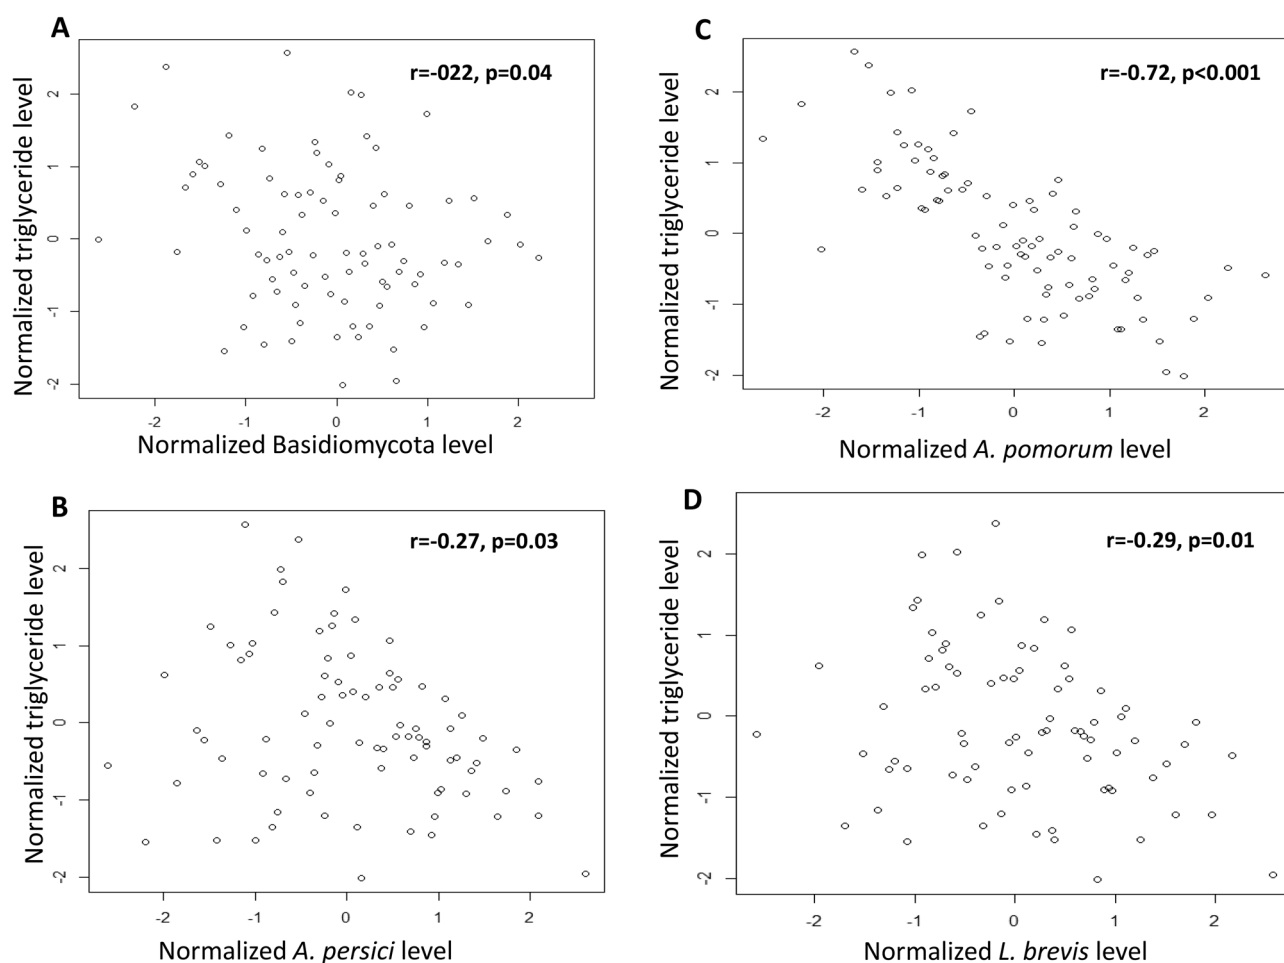 A
r=-022, p=0.04
Normalized triglyceride level
2
1
0
-1
-2
-2 -1 0 1 2
Normalized Basidiomycota level
C
r=-0.72, p<0.001
Normalized triglyceride level
2
1
0
-1
-2
-2 -1 0 1 2
Normalized A. pomorum level
B
r=-0.27, p=0.03
Normalized triglyceride level
2
1
0
-1
-2
-2 -1 0 1 2
Normalized A. persici level
D
r=-0.29, p=0.01
Normalized triglyceride level
2
1
0
-1
-2
-2 -1 0 1 2
Normalized L. brevis level